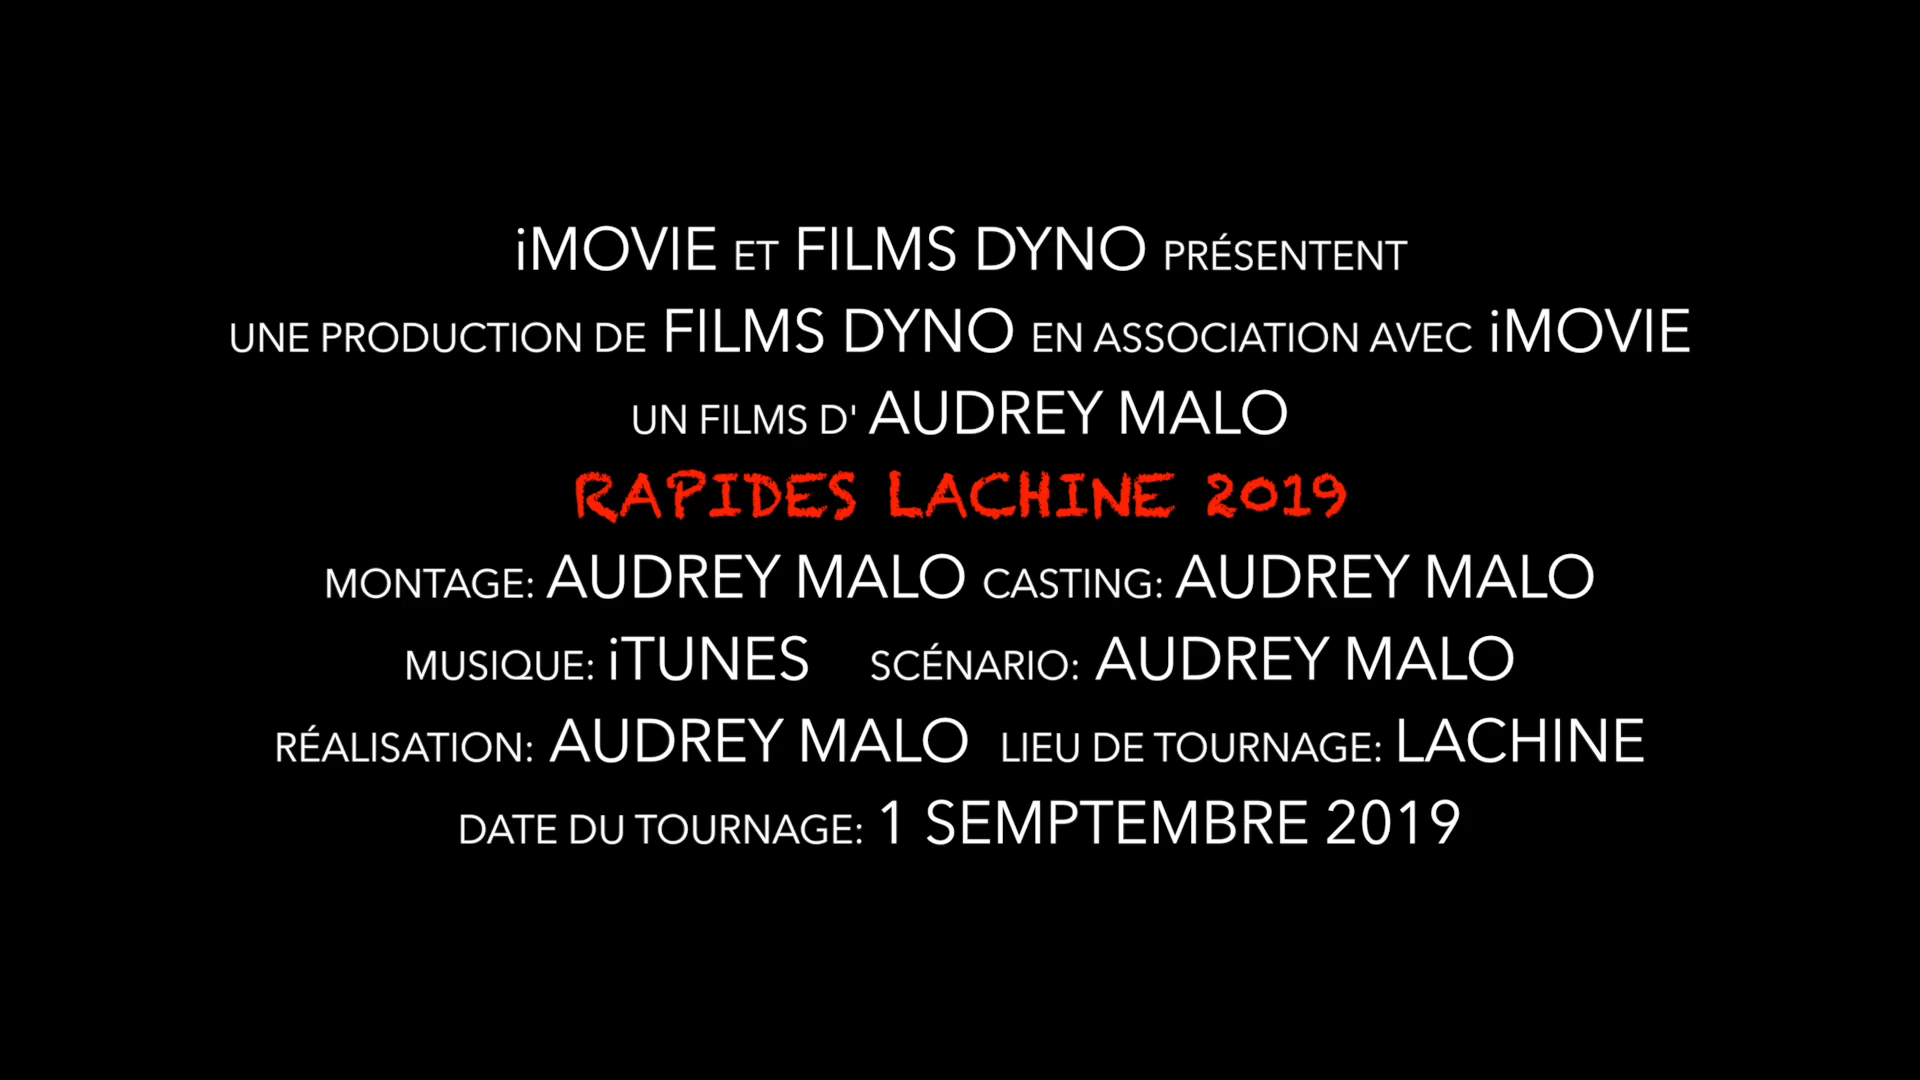 iMOVIE ET FILMS DYNO PRÉSENTENT
UNE PRODUCTION DE FILMS DYNO EN ASSOCIATION AVEC iMOVIE
UN FILMS D' AUDREY MALO
RAPIDES LACHINE 2019
MONTAGE: AUDREY MALO CASTING: AUDREY MALO
MUSIQUE: iTUNES SCÉNARIO: AUDREY MALO
RÉALISATION: AUDREY MALO LIEU DE TOURNAGE: LACHINE
DATE DU TOURNAGE: 1 SEMPTEMBRE 2019